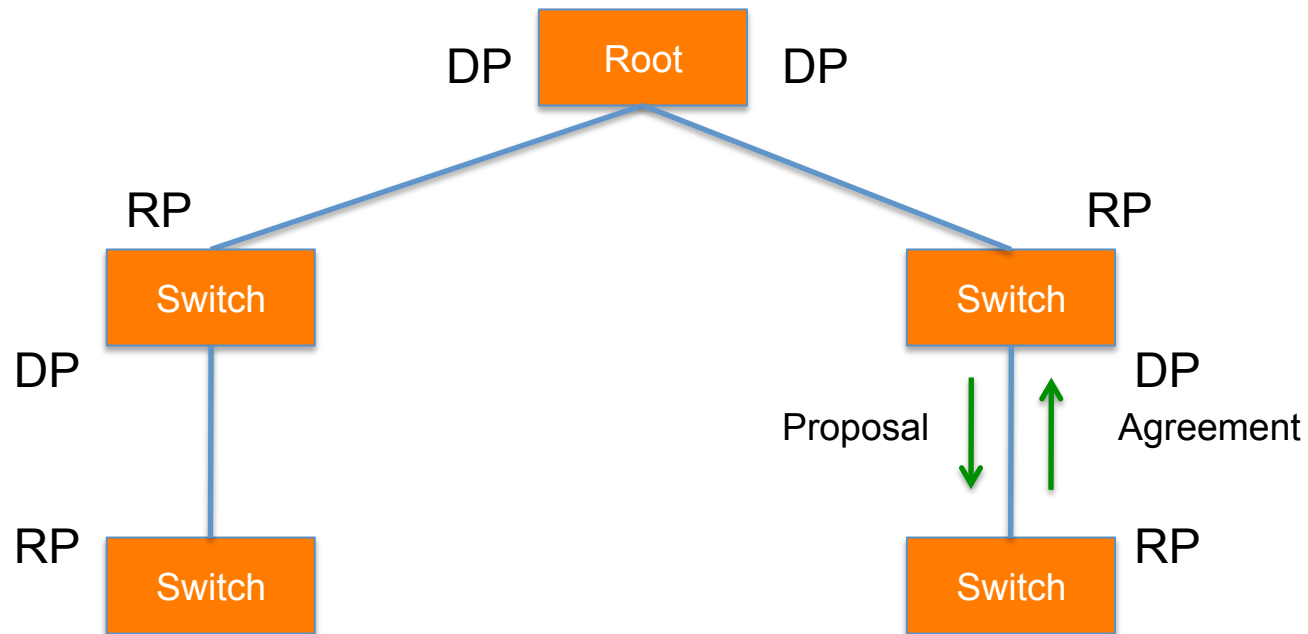 DP
Root
DP
RP
RP
Switch
Switch
DP
DP
Proposal
Agreement
RP
RP
Switch
Switch